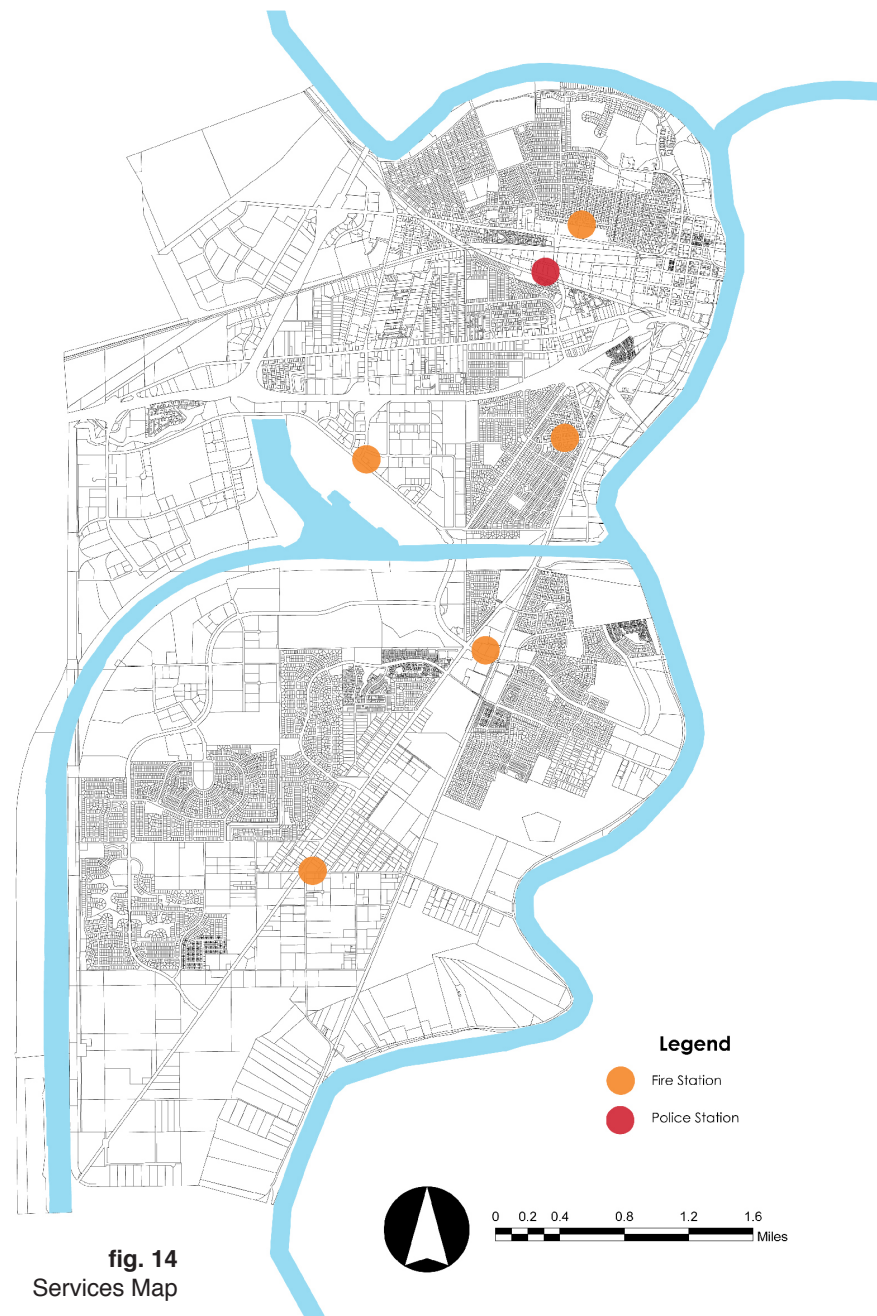 Legend
Fire Station
Police Station
0 0.2 0.4 0.8 1.2 1.6
Miles
fig. 14
Services Map